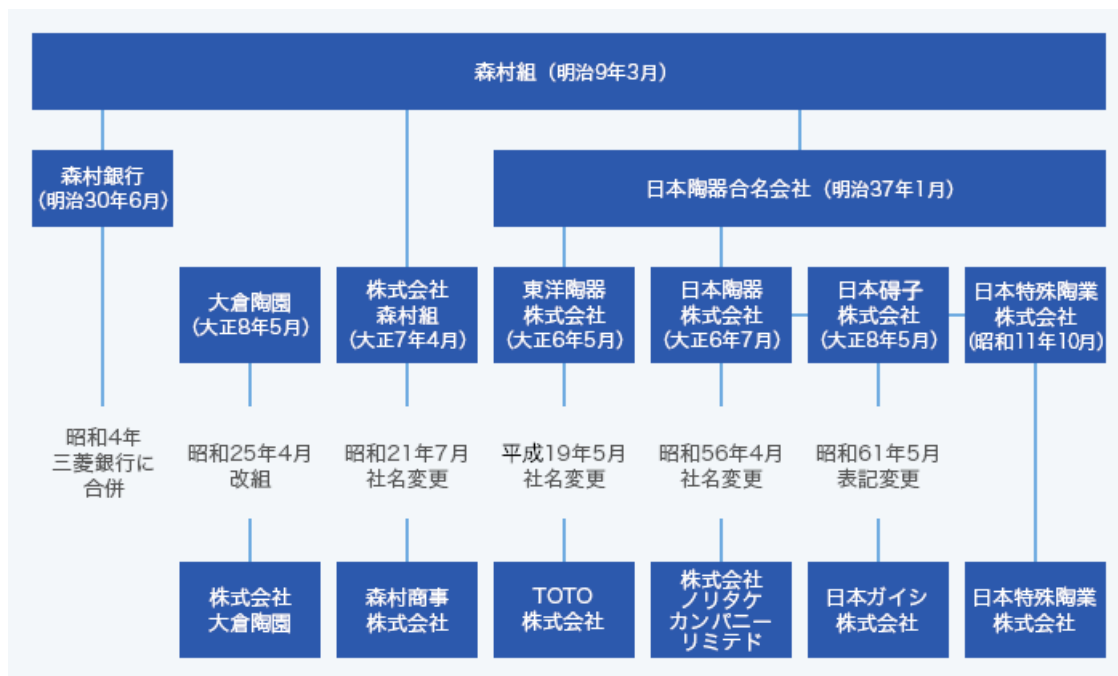 森村組（明治9年3月）
森村銀行
（明治30年6月）
日本陶器合名会社（明治37年1月）
大倉陶園
（大正8年5月）
株式会社
森村組
（大正7年4月）
東洋陶器
株式会社
（大正6年5月）
日本陶器
株式会社
（大正6年7月）
日本碍子
株式会社
（大正8年5月）
日本特殊陶業
株式会社
（昭和11年10月）
昭和4年
三菱銀行に
合併
昭和25年4月
改組
昭和21年7月
社名変更
平成19年5月
社名変更
昭和56年4月
社名変更
昭和61年5月
表記変更
株式会社
大倉陶園
森村商事
株式会社
TOTO
株式会社
株式会社
ノリタケ
カンパニー
リミテド
日本ガイシ
株式会社
日本特殊陶業
株式会社